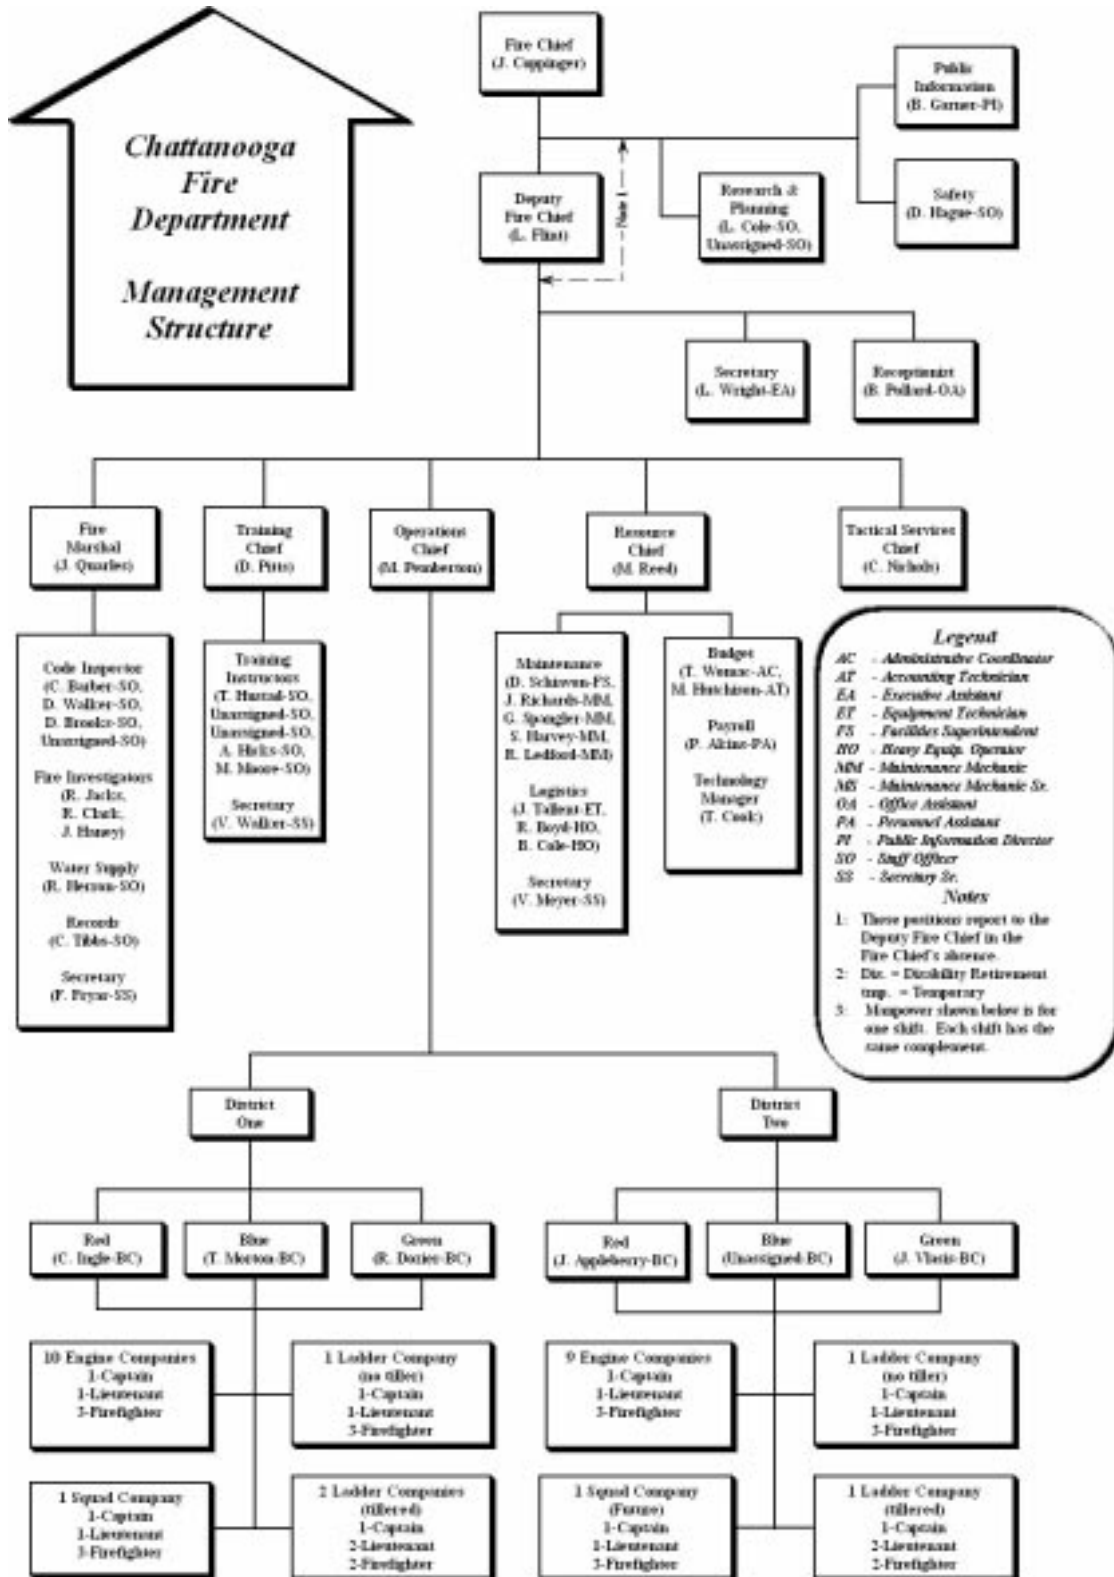 Chattanooga
Fire
Department
Management
Structure
Fire Chief
(J. Coppinger)
Public
Information
(B. Garner-PI)
Safety
(D. Hague-SO)
Research &
Planning
(L. Cole-SO,
Unassigned-SO)
Note 1
Deputy
Fire Chief
(L. Flint)
Secretary
(L. Wright-EA)
Receptionist
(B. Pollard-OA)
Fire
Marshal
(J. Quarles)
Training
Chief
(D. Pitts)
Operations
Chief
(M. Pemberton)
Resource
Chief
(M. Reed)
Tactical Services
Chief
(C. Nichols)
Code Inspector
(C. Barber-SO,
D. Walker-SO,
D. Brooks-SO,
Unassigned-SO)
Fire Investigators
(R. Jacks,
R. Clark,
J. Haney)
Water Supply
(R. -SO)
Records
(C. Tibbs-SO)
Secretary
(F. Pryar-SS)
Training
Instructors
(T. -SO,
Unassigned-SO,
Unassigned-SO,
A. Hicks-SO,
M. Moore-SO)
Secretary
(V. Walker-SS)
Maintenance
(D. -FS,
J. Richards-MM,
G. Spangler-MM,
S. Harvey-MM,
R. Ledford-MM)
Logistics
(J. Tallent-ET,
R. Boyd-HO,
B. Cole-HO)
Secretary
(V. Meyer-SS)
Budget
(T. Womac-AC,
M. Hutchison-AT)
Payroll
(P. Akins-PA)
Technology
Manager
(T. Cook)
Legend
AC - Administrative Coordinator
AT - Accounting Technician
EA - Executive Assistant
ET - Equipment Technician
FS - Facilities Superintendent
HO - Heavy Equip. Operator
MM - Maintenance Mechanic
MS - Maintenance Mechanic Sr.
OA - Office Assistant
PA - Personnel Assistant
PI - Public Information Director
SO - Staff Officer
SS - Secretary Sr.
Notes
1: These positions report to the
Deputy Fire Chief in the
Fire Chief's absence.
2: Dis. = Disability Retirement
tmp. = Temporary
3: Manpower shown below is for
one shift. Each shift has the
same complement.
District
One
District
Two
Red
(C. Ingle-BC)
Blue
(T. Morton-BC)
Green
(R. Dozier-BC)
Red
(J. Appleberry-BC)
Blue
(Unassigned-BC)
Green
(J. Vlasis-BC)
10 Engine Companies
1-Captain
1-Lieutenant
3-Firefighter
1 Ladder Company
(no tiller)
1-Captain
1-Lieutenant
3-Firefighter
9 Engine Companies
1-Captain
1-Lieutenant
3-Firefighter
1 Ladder Company
(no tiller)
1-Captain
1-Lieutenant
3-Firefighter
1 Squad Company
1-Captain
1-Lieutenant
3-Firefighter
2 Ladder Companies
(tillered)
1-Captain
2-Lieutenant
2-Firefighter
1 Squad Company
(Future)
1-Captain
1-Lieutenant
3-Firefighter
1 Ladder Company
(tillered)
1-Captain
2-Lieutenant
2-Firefighter